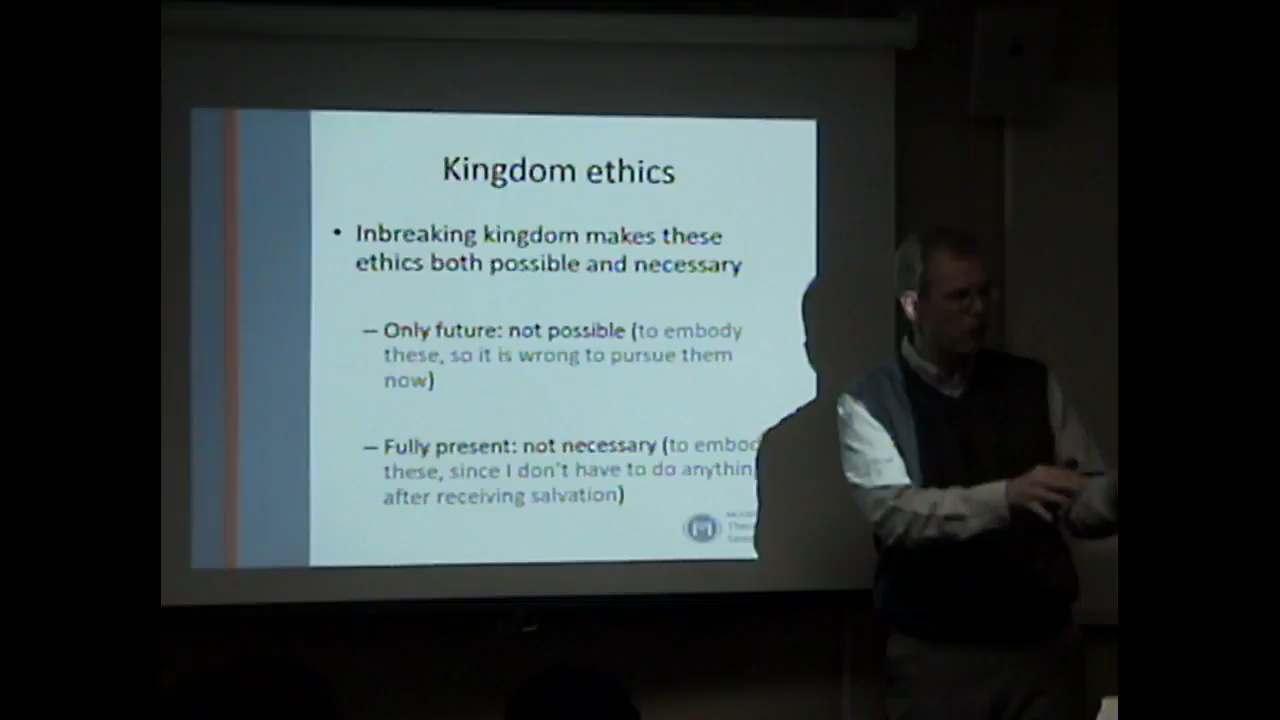 Kingdom ethics
• Inbreaking kingdom makes these
ethics both possible and necessary
– Only future: not possible (to embody
these, so it is wrong to pursue them
now)
– Fully present: not necessary (to embod
these, since I don't have to do anythin
after receiving salvation)